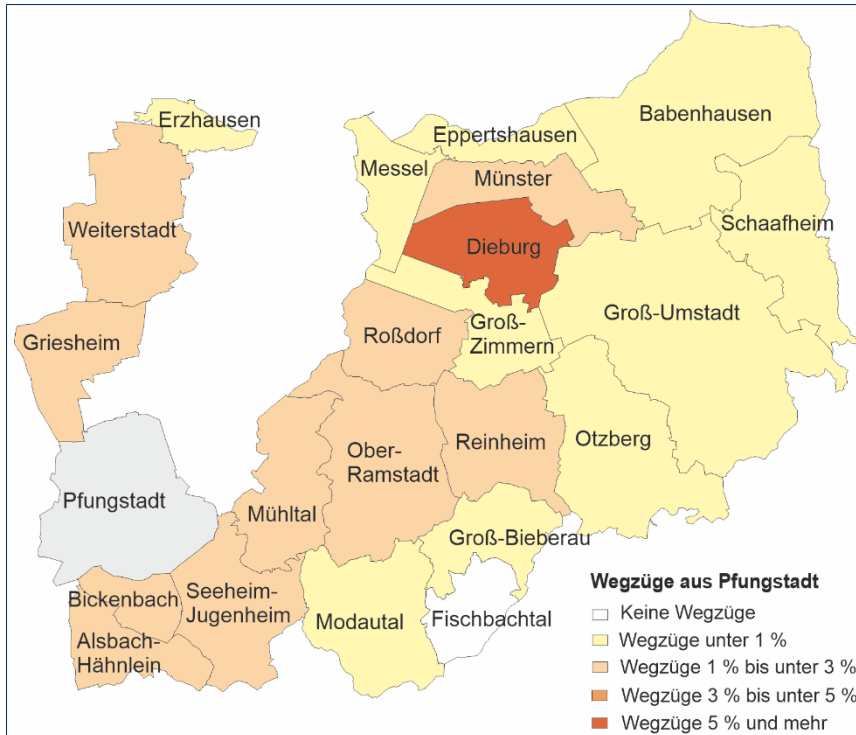 Erzhausen
Babenhausen
Eppertshausen
Messel
Münster
Schaafheim
Weiterstadt
Dieburg
Groß-Umstadt
Groß-
Zimmern
Roßdorf
Griesheim
Reinheim
Otzberg
Ober-
Ramstadt
Pfungstadt
Mühltal
Groß-Bieberau
Bickenbach
Seeheim-
Jugenheim
Alsbach-
Hähnlein
Modautal
Fischbachtal
Wegzüge aus Pfungstadt
Keine Wegzüge
Wegzüge unter 1 %
Wegzüge 1 % bis unter 3 %
Wegzüge 3 % bis unter 5 %
Wegzüge 5 % und mehr